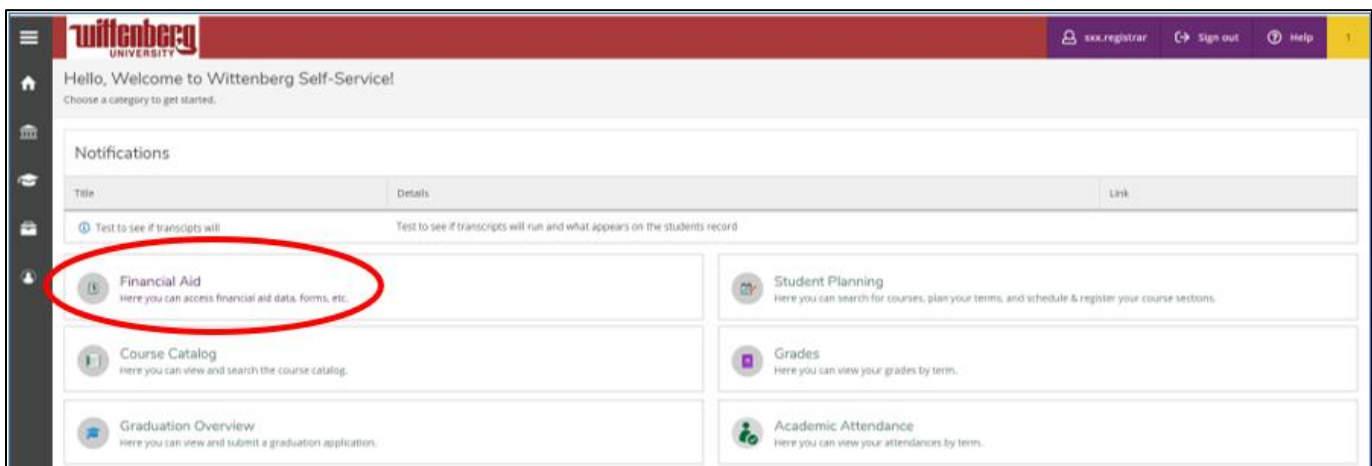 Wittenberg
UNIVERSITY
sxx.registrar
Sign out
Help
1
Hello, Welcome to Wittenberg Self-Service!
Choose a category to get started.
Notifications
Title Details Link
Test to see if transcipts will Test to see if transcripts will run and what appears on the students record
Financial Aid
Here you can access financial aid data, forms, etc.
Student Planning
Here you can search for courses, plan your terms, and schedule & register your course sections.
Course Catalog
Here you can view and search the course catalog.
Grades
Here you can view your grades by term.
Graduation Overview
Here you can view and submit a graduation application.
Academic Attendance
Here you can view your attendances by term.